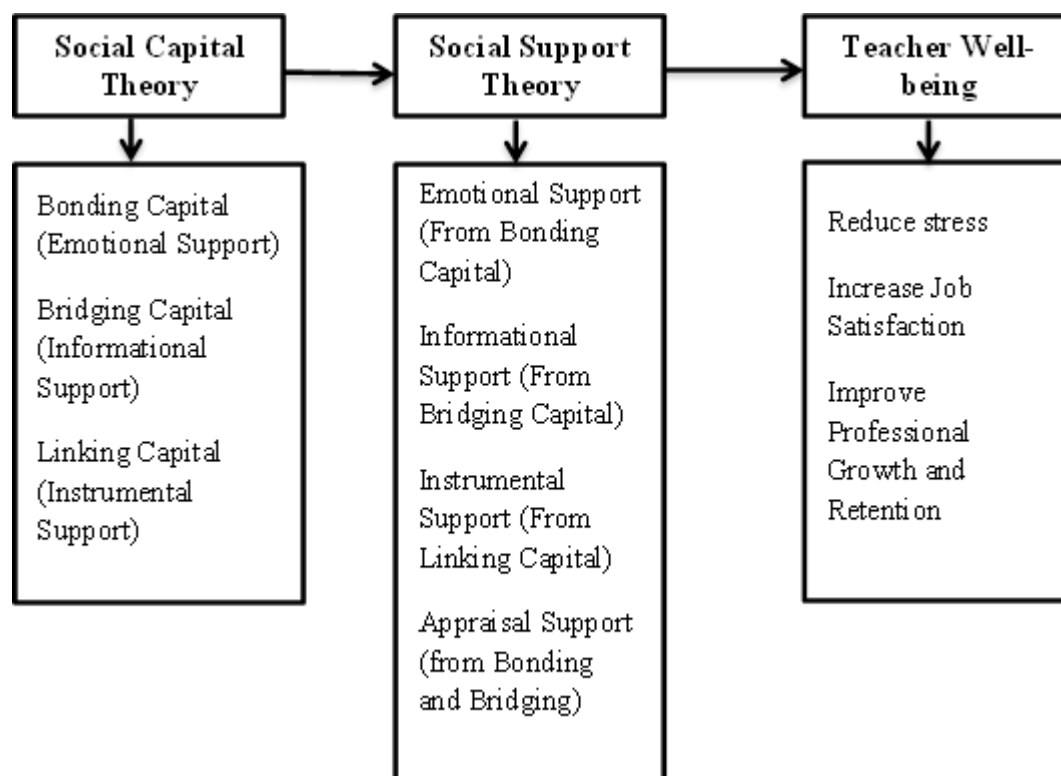 Social Capital
Theory
Social Support
Theory
Teacher Well-
being
Bonding Capital
(Emotional Support)
Bridging Capital
(Informational
Support)
Linking Capital
(Instrumental
Support)
Emotional Support
(From Bonding
Capital)
Informational
Support (From
Bridging Capital)
Instrumental
Support (From
Linking Capital)
Appraisal Support
(from Bonding
and Bridging)
Reduce stress
Increase Job
Satisfaction
Improve
Professional
Growth and
Retention